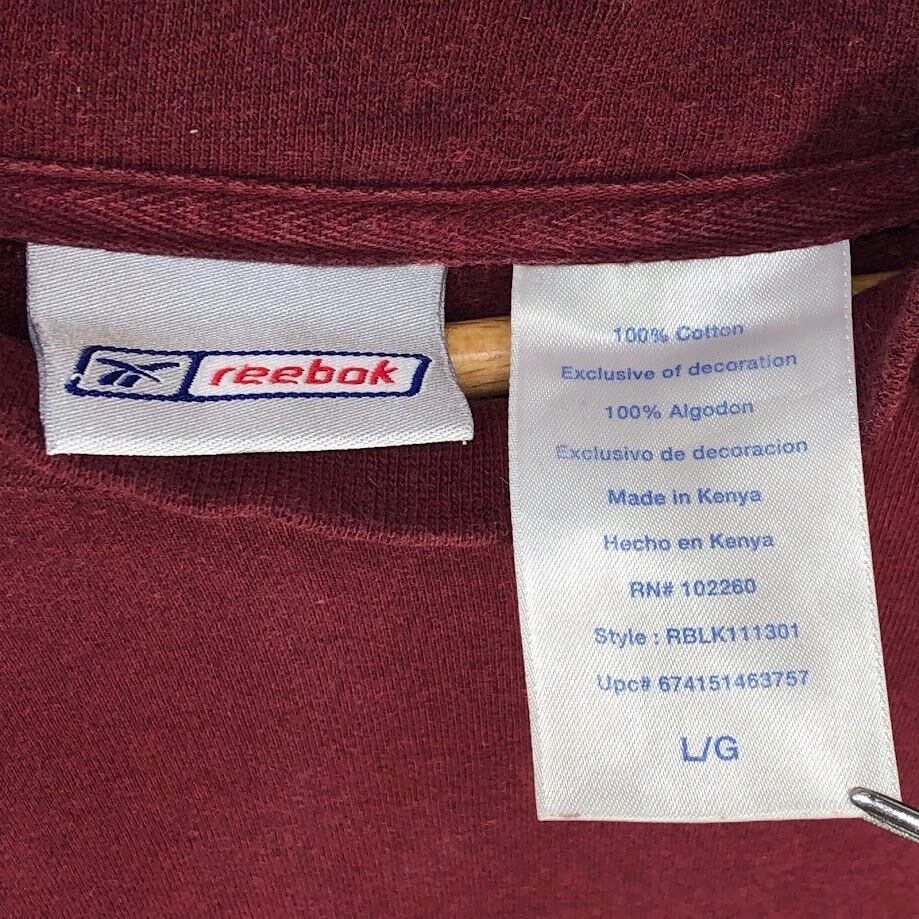 reebok
100% Cotton
Exclusive of decoration
100% Algodon
Exclusivo de decoracion
Made in Kenya
Hecho en Kenya
RN# 102260
Style : RBLK111301
Upc# 674151463757
L/G